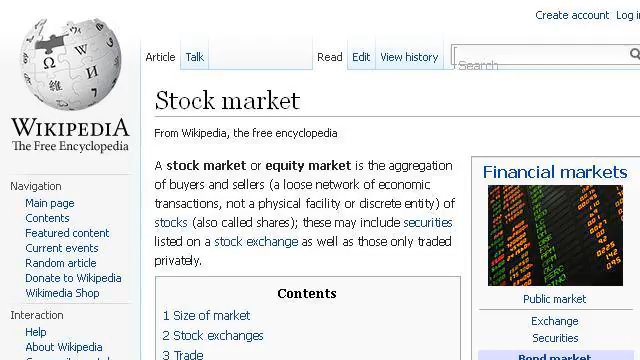 Create account
Article Talk Read Edit View history Search
Stock market
WIKIPEDIA
The Free Encyclopedia
From Wikipedia, the free encyclopedia
A stock market or equity market is the aggregation
of buyers and sellers (a loose network of economic
transactions, not a physical facility or discrete entity) of
stocks (also called shares); these may include securities
listed on a stock exchange as well as those only traded
privately.
Contents
1 Size of market
2 Stock exchanges
3 Trade
Financial markets
Public market
Exchange
Securities
Bond market
Navigation
Main page
Contents
Featured content
Current events
Random article
Donate to Wikipedia
Wikimedia Shop
Interaction
Help
About Wikipedia